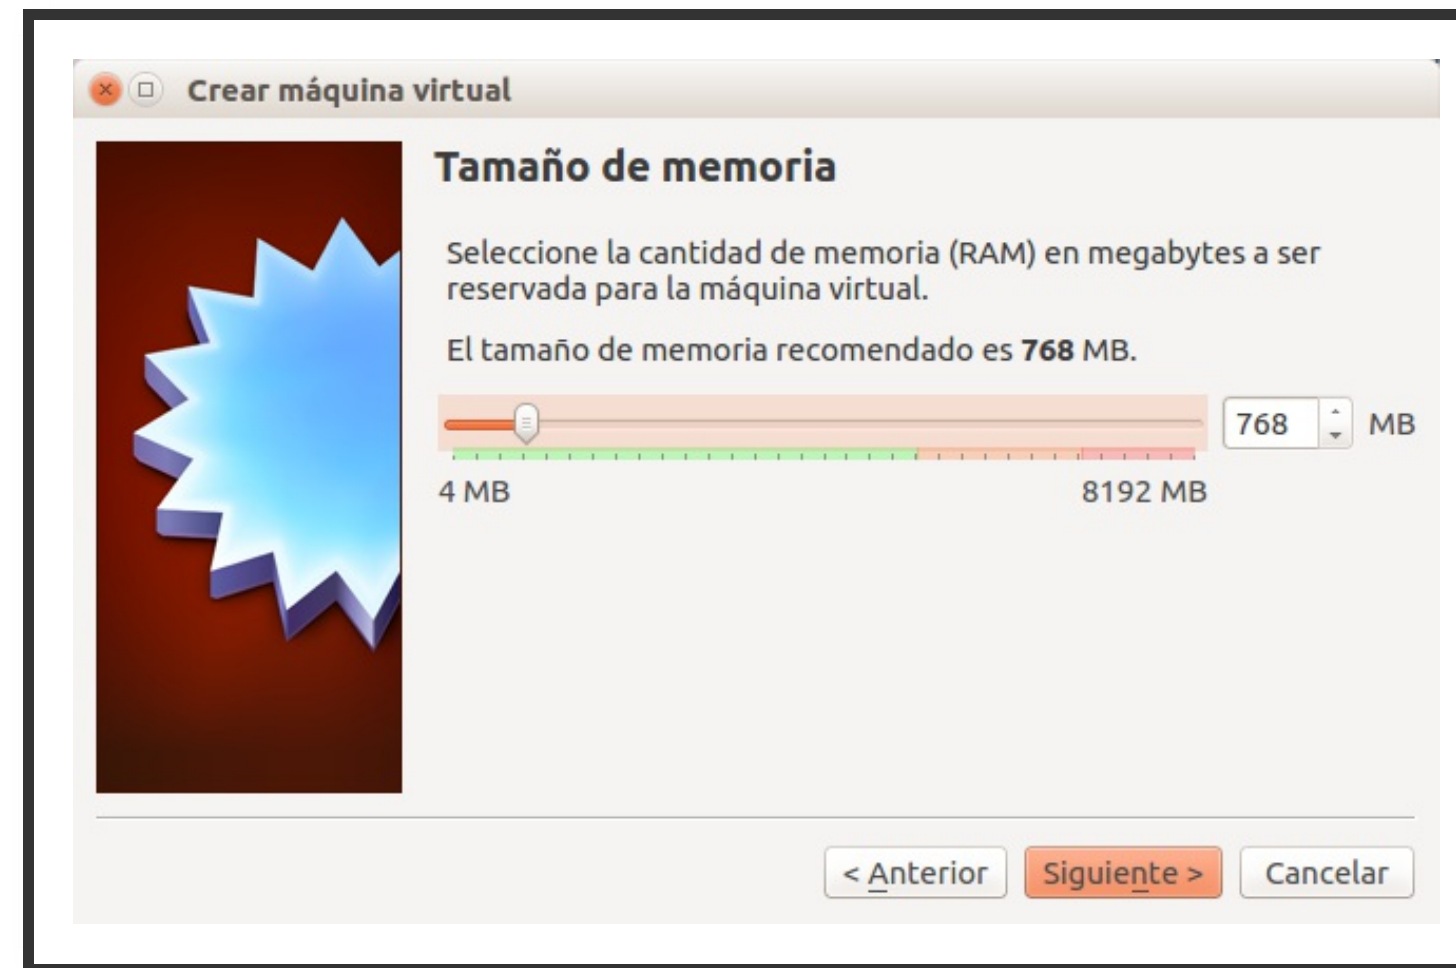 Crear máquina virtual
Tamaño de memoria
Seleccione la cantidad de memoria (RAM) en megabytes a ser
reservada para la máquina virtual.
El tamaño de memoria recomendado es 768 MB.
768 MB
4 MB 8192 MB
< Anterior Siguiente > Cancelar